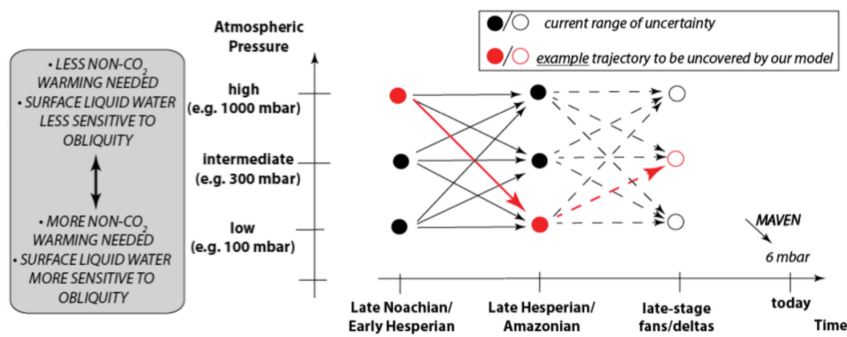 Atmospheric
Pressure
current range of uncertainty
example trajectory to be uncovered by our model
• LESS NON-CO2
WARMING NEEDED
• SURFACE LIQUID WATER
LESS SENSITIVE TO
OBLIQUITY
• MORE NON-CO2
WARMING NEEDED
• SURFACE LIQUID WATER
MORE SENSITIVE TO
OBLIQUITY
high
(e.g. 1000 mbar)
intermediate
(e.g. 300 mbar)
low
(e.g. 100 mbar)
MAVEN
6 mbar
Late Noachian/
Early Hesperian
Late Hesperian/
Amazonian
late-stage
fans/deltas
today
Time